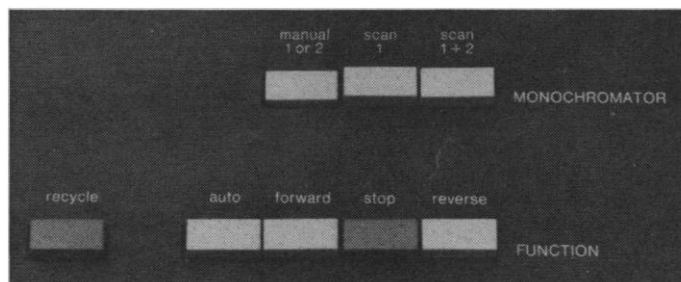 manual scan scan
1 or 2 1 1 + 2
MONOCHROMATOR
recycle auto forward stop reverse
FUNCTION